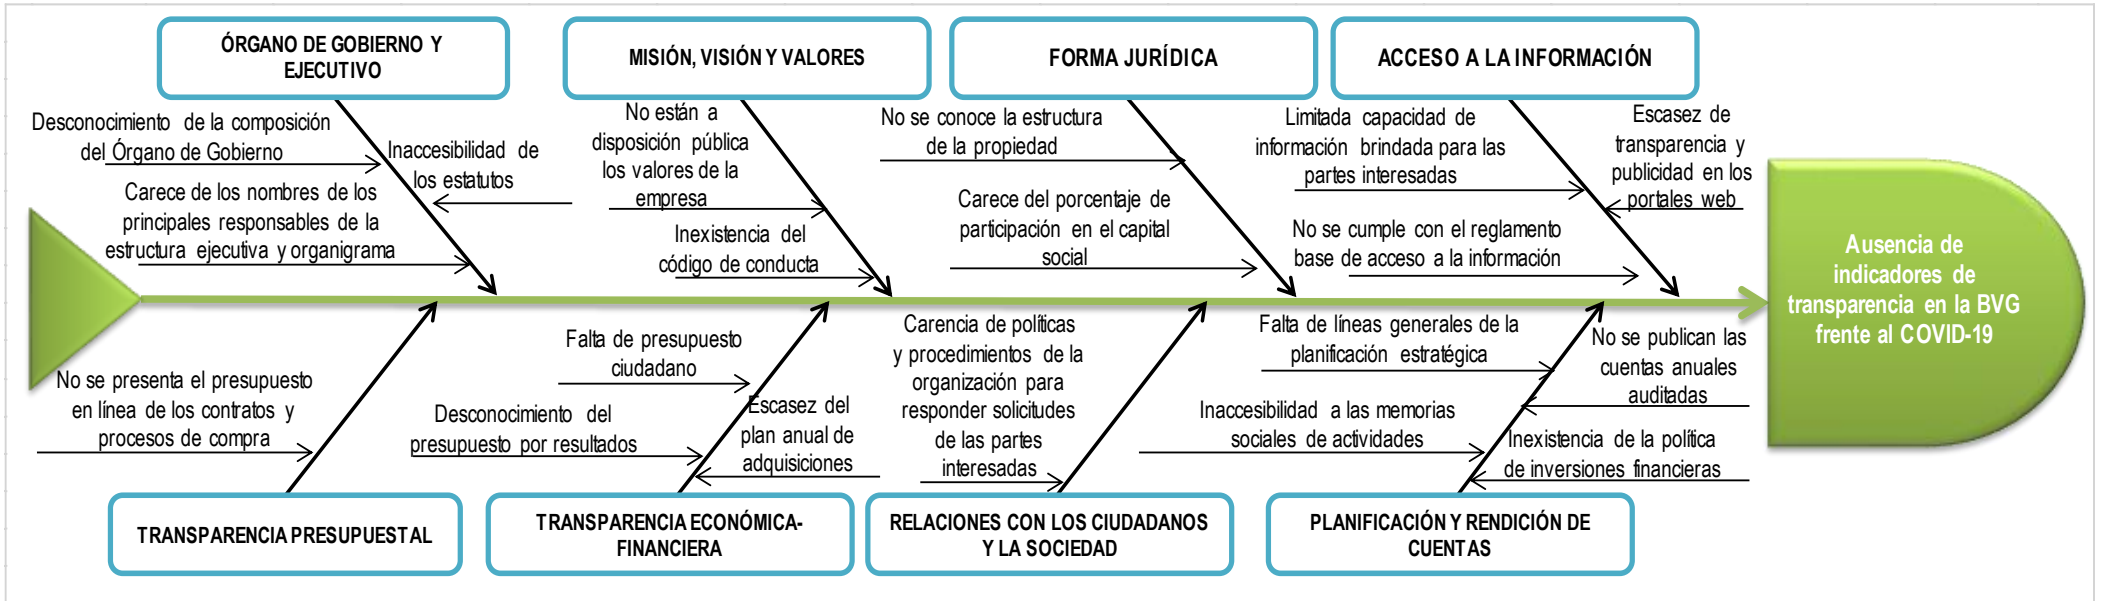 ÓRGANO DE GOBIERNO Y
EJECUTIVO
MISIÓN, VISIÓN Y VALORES
FORMA JURÍDICA
ACCESO A LA INFORMACIÓN
Desconocimiento de la composición
del Órgano de Gobierno
Inaccesibilidad de
los estatutos
Carece de los nombres de los
principales responsables de la
estructura ejecutiva y organigrama
No están a
disposición pública
los valores de la
empresa
Inexistencia del
código de conducta
No se conoce la estructura
de la propiedad
Carece del porcentaje de
participación en el capital
social
Limitada capacidad de
información brindada para las
partes interesadas
Escasez de
transparencia y
publicidad en los
portales web
No se cumple con el reglamento
base de acceso a la información
Ausencia de
indicadores de
transparencia en la BVG
frente al COVID-19
No se presenta el presupuesto
en línea de los contratos y
procesos de compra
Falta de presupuesto
ciudadano
Desconocimiento del
presupuesto por resultados
Escasez del
plan anual de
adquisiciones
Carencia de políticas
y procedimientos de la
organización para
responder solicitudes
de las partes
interesadas
Falta de líneas generales de la
planificación estratégica
No se publican las
cuentas anuales
auditadas
Inaccesibilidad a las memorias
sociales de actividades
Inexistencia de la política
de inversiones financieras
TRANSPARENCIA PRESUPUESTAL
TRANSPARENCIA ECONÓMICA-
FINANCIERA
RELACIONES CON LOS CIUDADANOS
Y LA SOCIEDAD
PLANIFICACIÓN Y RENDICIÓN DE
CUENTAS